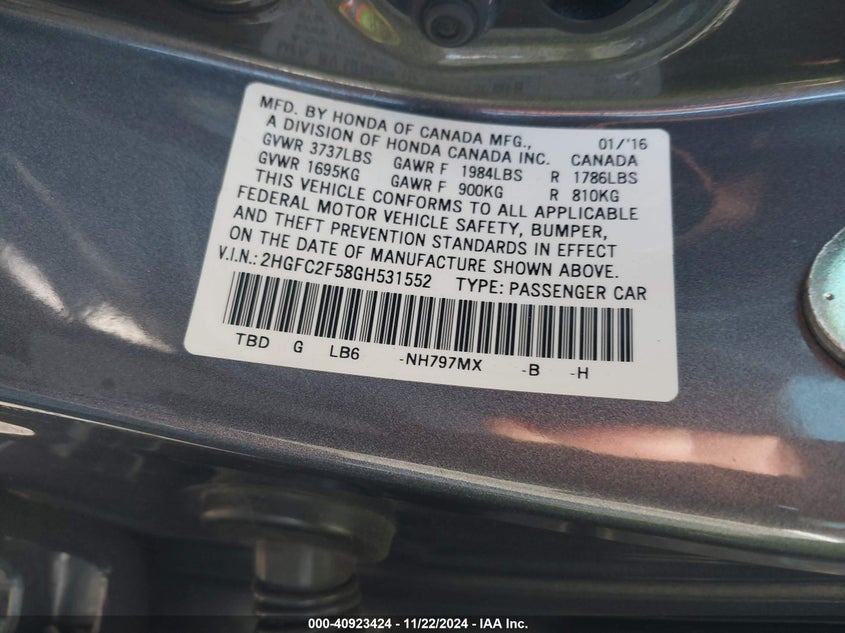 MFD. BY HONDA OF CANADA MFG., 01/'16
A DIVISION OF HONDA CANADA INC. CANADA
GVWR 3737LBS GAWR F 1984LBS R 1786LBS
GVWR 1695KG GAWR F 900KG R 810KG
THIS VEHICLE CONFORMS TO ALL APPLICABLE
FEDERAL MOTOR VEHICLE SAFETY, BUMPER,
AND THEFT PREVENTION STANDARDS IN EFFECT
ON THE DATE OF MANUFACTURE SHOWN ABOVE.
V.I.N.: 2HGFC2F58GH531552 TYPE: PASSENGER CAR
TBD G LB6 -NH797MX -B -H
000-40923424 - 11/22/2024 - IAA Inc.